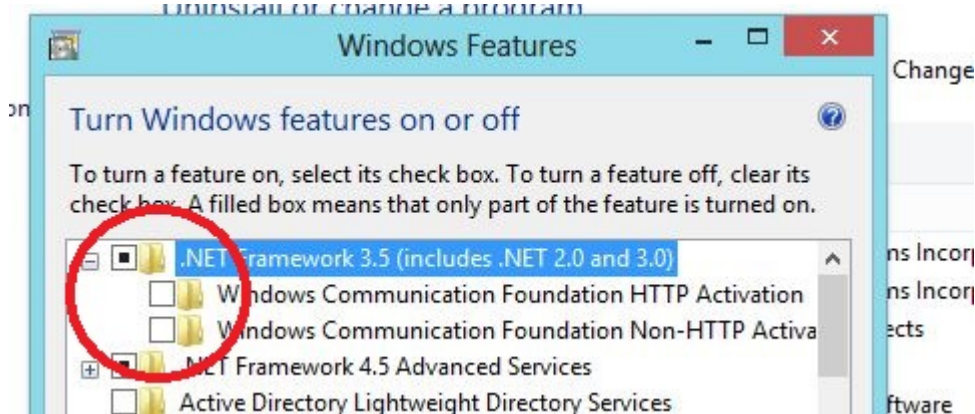 Uninstall or change a program
Windows Features
Change
on
Turn Windows features on or off
To turn a feature on, select its check box. To turn a feature off, clear its
check box. A filled box means that only part of the feature is turned on.
.NET Framework 3.5 (includes .NET 2.0 and 3.0)
ms Incorp
Windows Communication Foundation HTTP Activation
ms Incorp
Windows Communication Foundation Non-HTTP Activa
ects
.NET Framework 4.5 Advanced Services
Active Directory Lightweight Directory Services
ftware